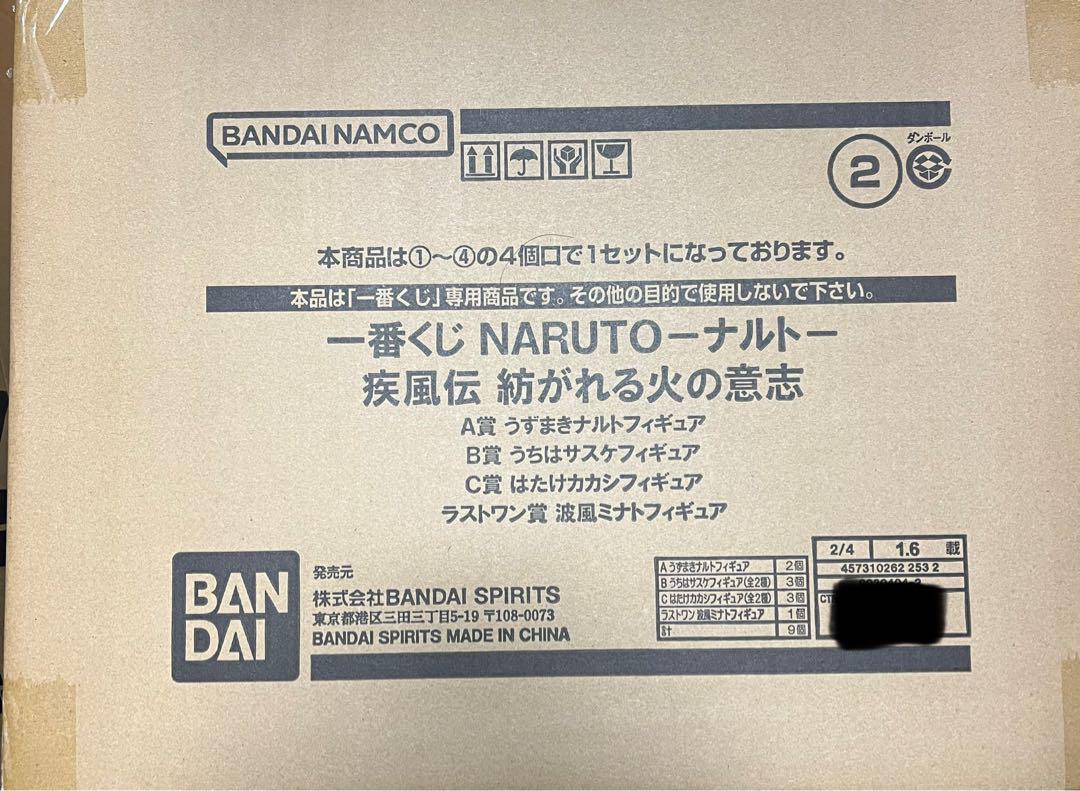 BANDAI NAMCO
2
ダンボール
本商品は①～④の4個口で1セットになっております。
本品は「一番くじ」専用商品です。その他の目的で使用しないで下さい。
一番くじ NARUTOーナルトー
疾風伝 紡がれる火の意志
A賞 うずまきナルトフィギュア
B賞 うちはサスケフィギュア
C賞 はたけカカシフィギュア
ラストワン賞 波風ミナトフィギュア
BAN
DAI
発売元
株式会社BANDAI SPIRITS
東京都港区三田三丁目5-19 〒108-0073
BANDAI SPIRITS MADE IN CHINA
A うずまきナルトフィギュア 2個
B うちはサスケフィギュア(全2種) 3個
C はたけカカシフィギュア(全2種) 3個
ラストワン 波風ミナトフィギュア 1個
計 9個
2/4 1.6 載
457310262 253 2